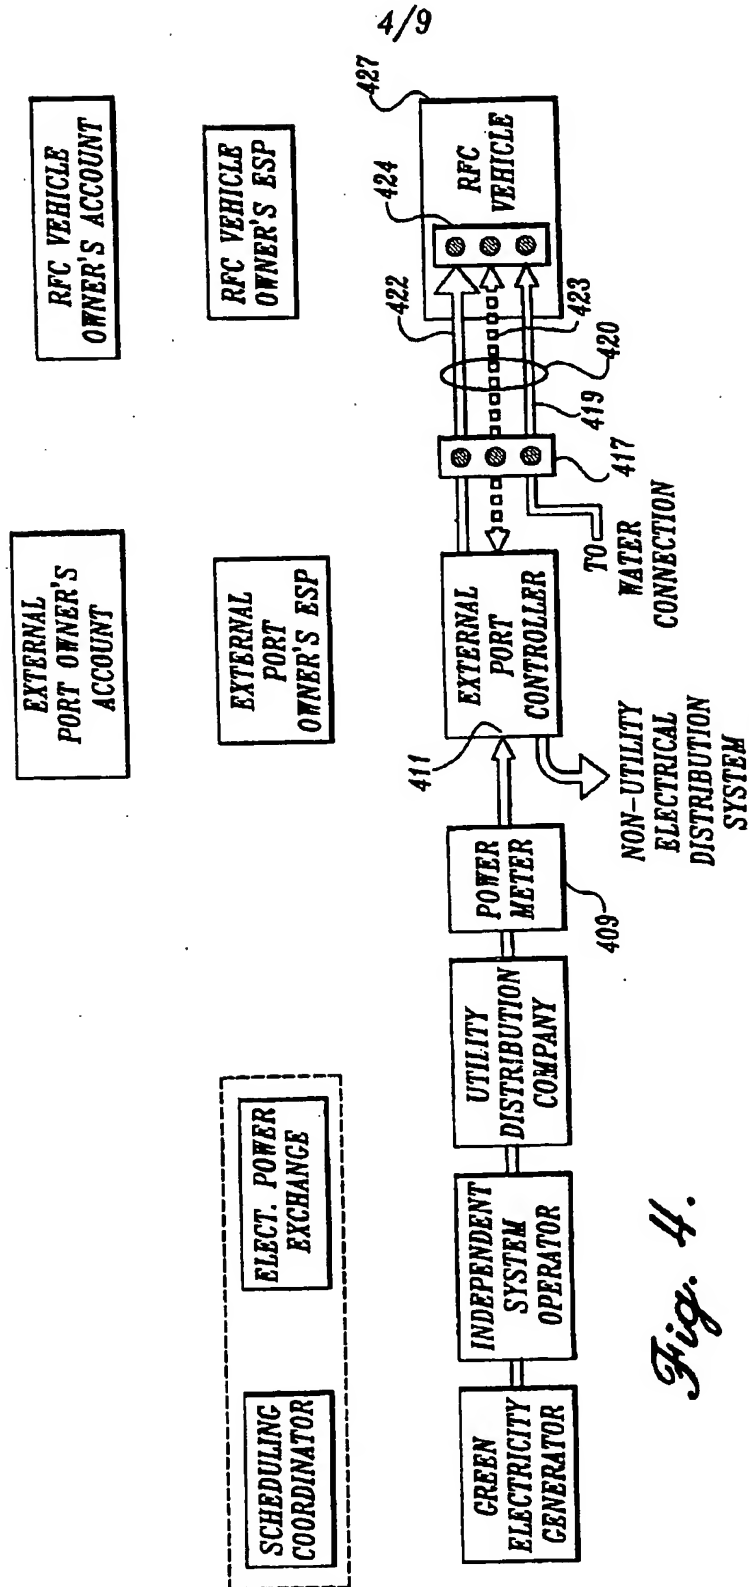 4/9
RFC VEHICLE
OWNER'S ACCOUNT
RFC VEHICLE
OWNER'S ESP
427
424
RFC
VEHICLE
422
423
420
419
417
EXTERNAL
PORT OWNER'S
ACCOUNT
EXTERNAL
PORT
OWNER'S ESP
EXTERNAL
PORT
CONTROLLER
411
TO
WATER
CONNECTION
NON-UTILITY
ELECTRICAL
DISTRIBUTION
SYSTEM
POWER
METER
409
UTILITY
DISTRIBUTION
COMPANY
ELECT. POWER
EXCHANGE
SCHEDULING
COORDINATOR
INDEPENDENT
SYSTEM
OPERATOR
GREEN
ELECTRICITY
GENERATOR
Fig. 4.